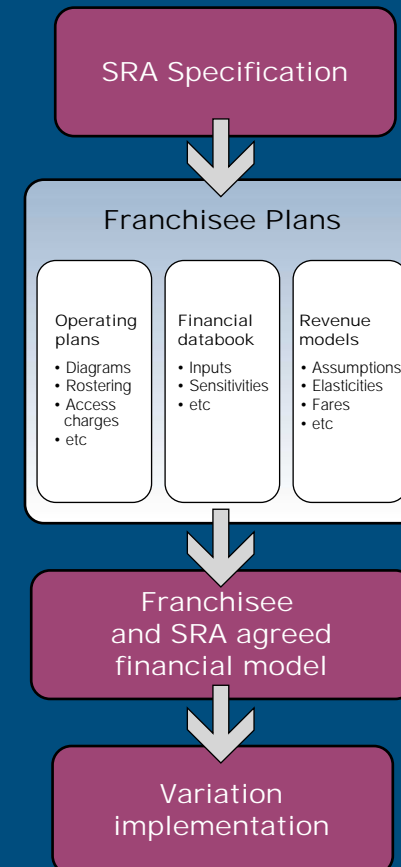 SRA Specification
Franchisee Plans
Operating
plans
• Diagrams
• Rostering
• Access
charges
• etc
Financial
databook
• Inputs
• Sensitivities
• etc
Revenue
models
• Assumptions
• Elasticities
• Fares
• etc
Franchisee
and SRA agreed
financial model
Variation
implementation